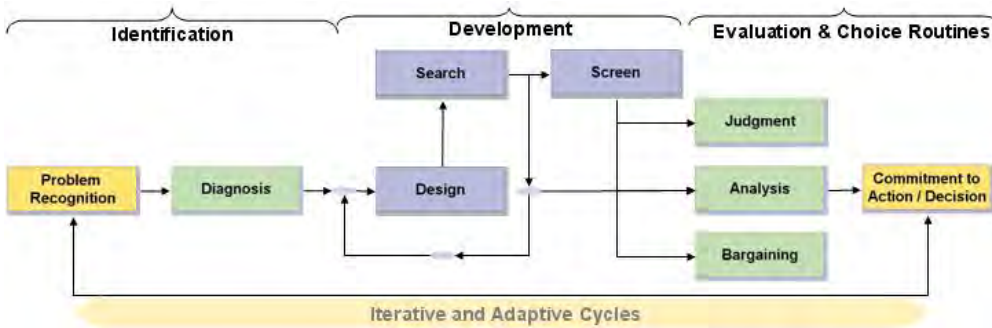 Identification
Development
Evaluation & Choice Routines
Search
Screen
Judgment
Problem
Recognition
Diagnosis
Design
Analysis
Commitment to
Action / Decision
Bargaining
Iterative and Adaptive Cycles